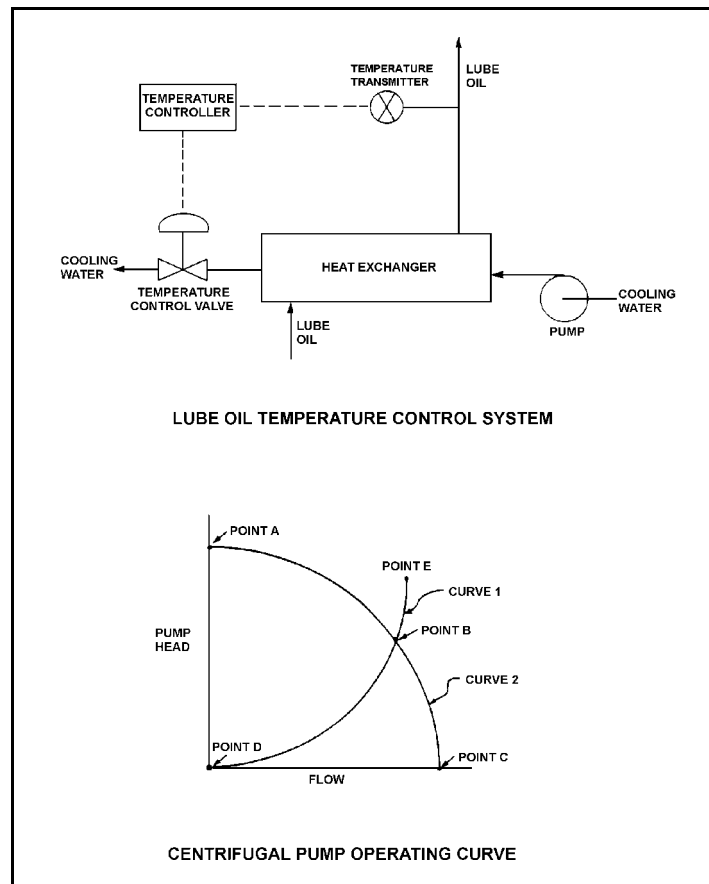 TEMPERATURE
TRANSMITTER
LUBE
OIL
TEMPERATURE
CONTROLLER
COOLING
WATER
HEAT EXCHANGER
TEMPERATURE
CONTROL VALVE
COOLING
WATER
PUMP
LUBE
OIL
LUBE OIL TEMPERATURE CONTROL SYSTEM
POINT A
POINT E
CURVE 1
POINT B
PUMP
HEAD
CURVE 2
POINT D
POINT C
FLOW
CENTRIFUGAL PUMP OPERATING CURVE